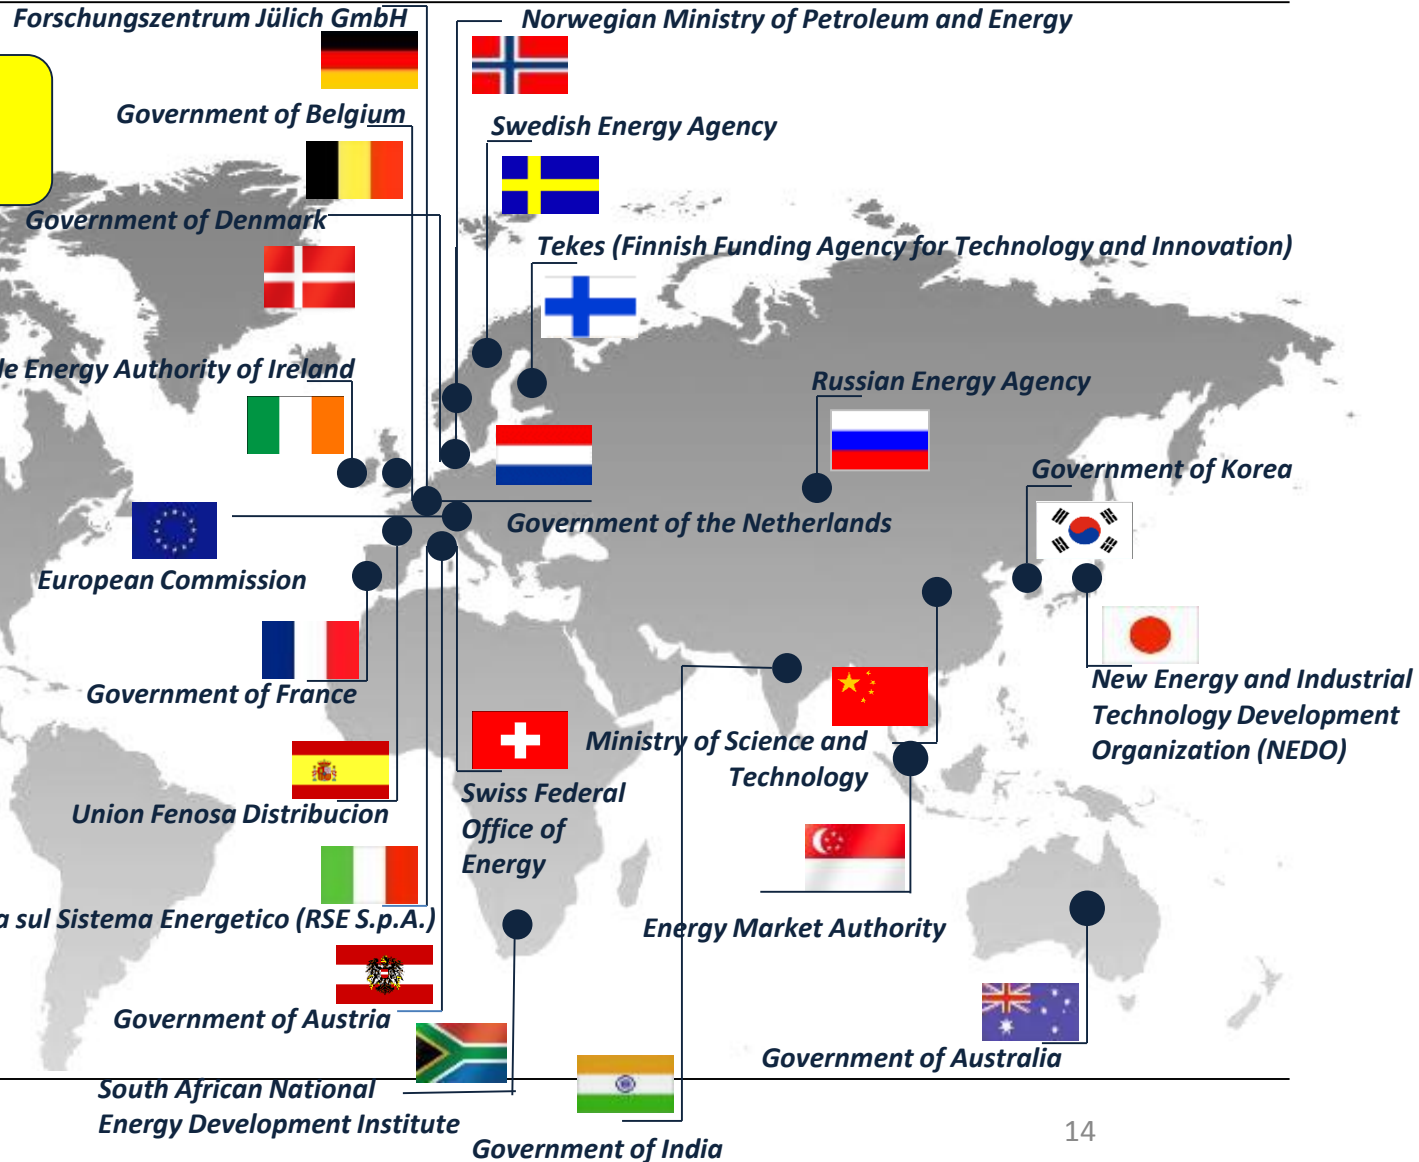 Forschungszentrum Jülich GmbH
Norwegian Ministry of Petroleum and Energy
Government of Belgium
Swedish Energy Agency
Government of Denmark
Tekes (Finnish Funding Agency for Technology and Innovation)
Energy Authority of Ireland
Russian Energy Agency
Government of Korea
Government of the Netherlands
European Commission
Government of France
New Energy and Industrial
Technology Development
Organization (NEDO)
Ministry of Science and
Technology
Swiss Federal
Office of
Energy
Union Fenosa Distribucion
sul Sistema Energetico (RSE S.p.A.)
Energy Market Authority
Government of Austria
Government of Australia
South African National
Energy Development Institute
Government of India
14